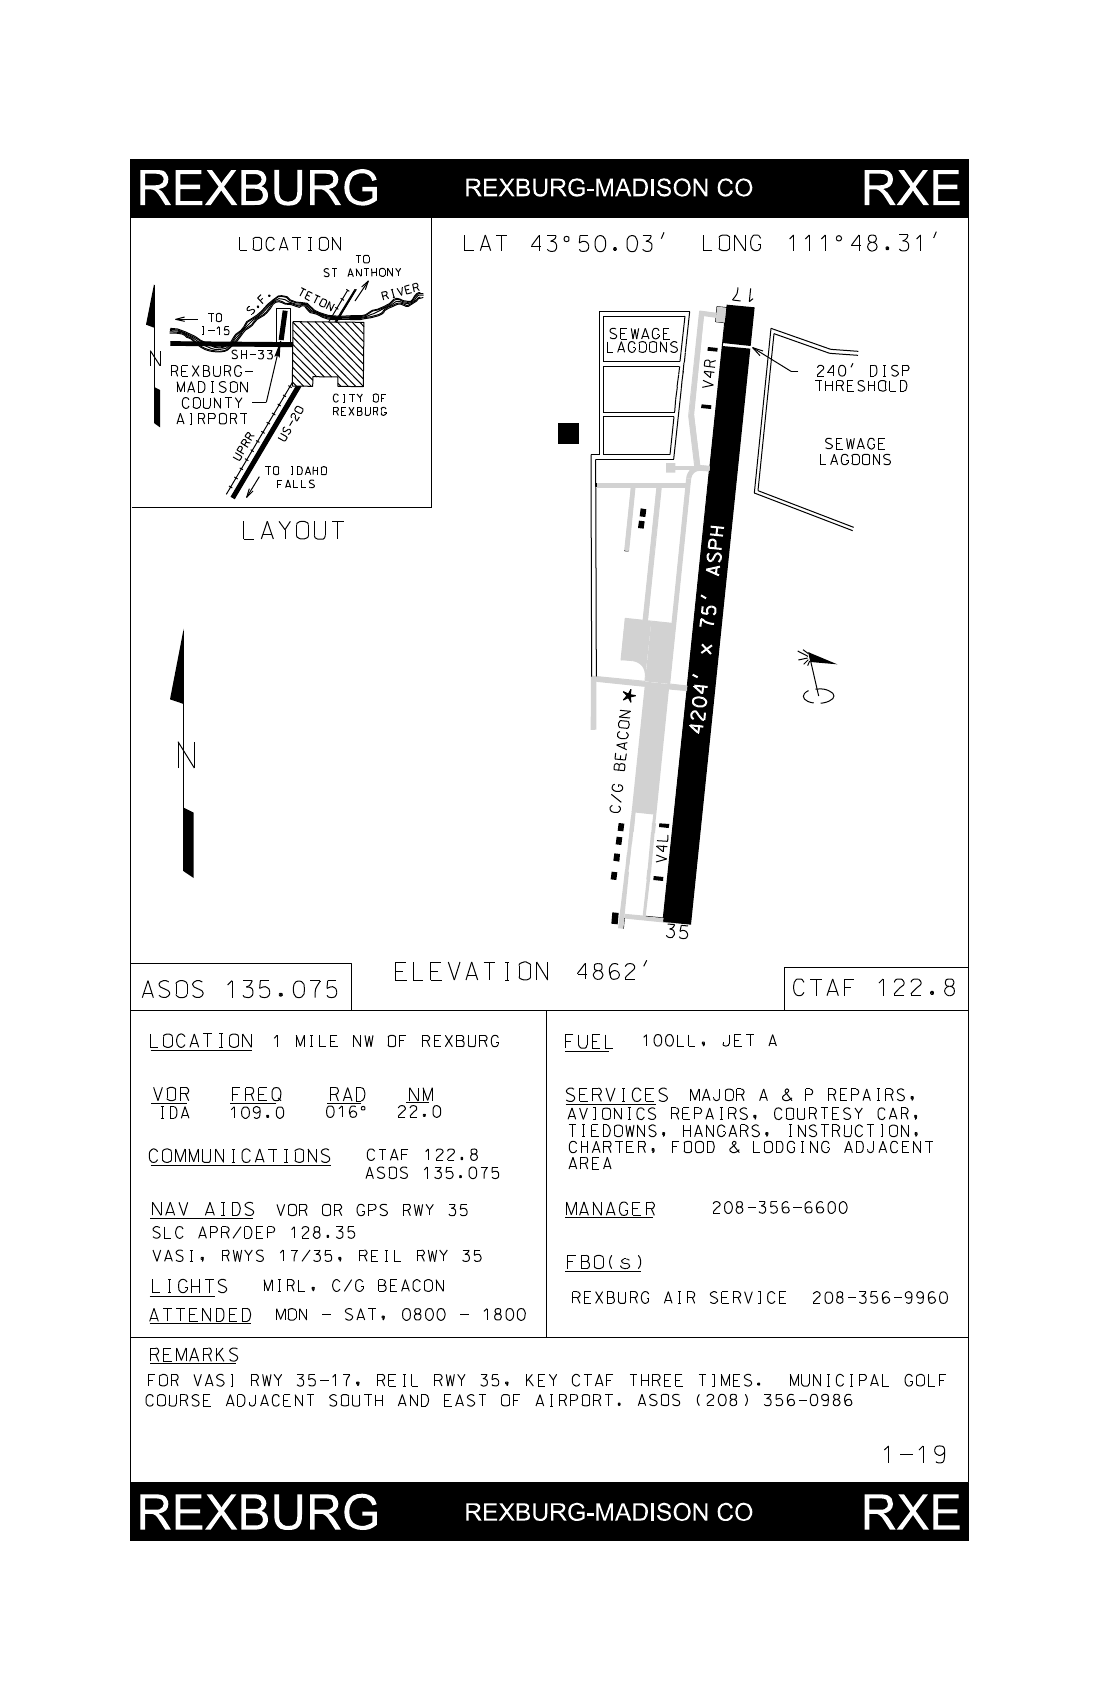 REXBURG REXBURG-MADISON CO RXE
LOCATION
TO
ST ANTHONY
S.F. TETON RIVER
TO
I-15
SH-33
N
REXBURG-
MADISON
COUNTY
AIRPORT
CITY OF
REXBURG
UPRR
US-20
TO IDAHO
FALLS
LAYOUT
LAT 43°50.03' LONG 111°48.31'
17
SEWAGE
LAGOONS
V4R
240' DISP
THRESHOLD
SEWAGE
LAGOONS
4204' x 75' ASPH
N
C/G BEACON
V4L
35
ELEVATION 4862'
ASOS 135.075
CTAF 122.8
LOCATION 1 MILE NW OF REXBURG
VOR FREQ RAD NM
IDA 109.0 016° 22.0
COMMUNICATIONS CTAF 122.8
ASOS 135.075
NAV AIDS VOR OR GPS RWY 35
SLC APR/DEP 128.35
VASI, RWYS 17/35, REIL RWY 35
LIGHTS MIRL, C/G BEACON
ATTENDED MON - SAT, 0800 - 1800
FUEL 100LL, JET A
SERVICES MAJOR A & P REPAIRS,
AVIONICS REPAIRS, COURTESY CAR,
TIEDOWNS, HANGARS, INSTRUCTION,
CHARTER, FOOD & LODGING ADJACENT
AREA
MANAGER 208-356-6600
FBO(s)
REXBURG AIR SERVICE 208-356-9960
REMARKS
FOR VASI RWY 35-17, REIL RWY 35, KEY CTAF THREE TIMES. MUNICIPAL GOLF
COURSE ADJACENT SOUTH AND EAST OF AIRPORT. ASOS (208) 356-0986
1-19
REXBURG REXBURG-MADISON CO RXE